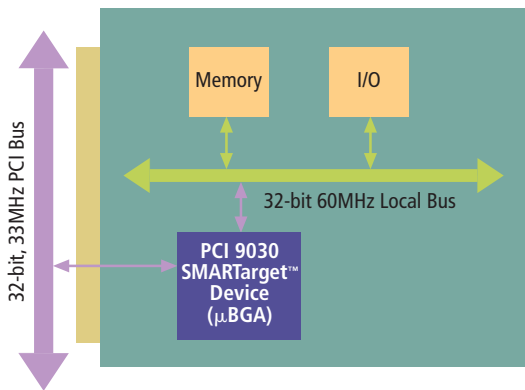 32-bit, 33MHz PCI Bus
Memory
I/O
32-bit 60MHz Local Bus
PCI 9030
SMARTarget™
Device
(µBGA)